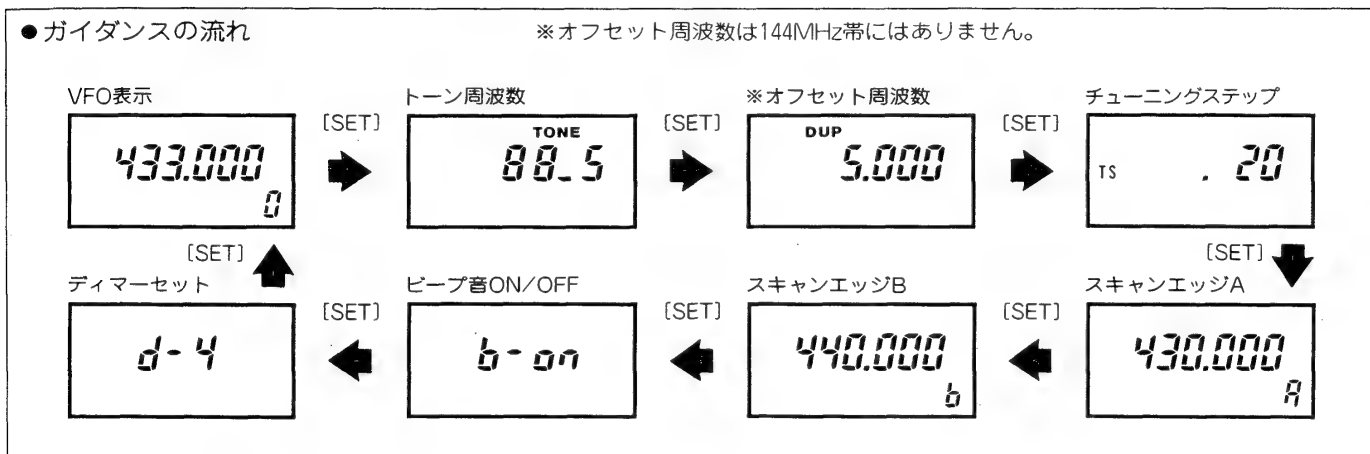 ●ガイダンスの流れ ※オフセット周波数は144MHz帯にはありません。
VFO表示
433.000
0
[SET]
トーン周波数
TONE
88_5
[SET]
※オフセット周波数
DUP
5.000
[SET]
チューニングステップ
TS . 20
[SET]
スキャンエッジA
430.000
A
[SET]
スキャンエッジB
440.000
b
[SET]
ビープ音ON/OFF
b-on
[SET]
ディマーセット
d-4
[SET]